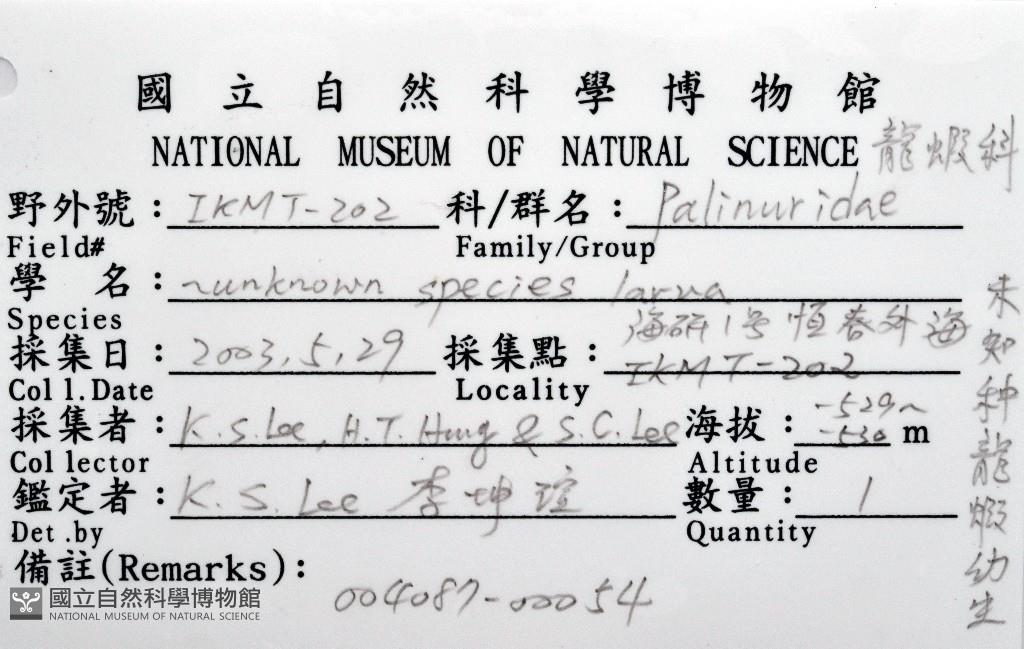 國立自然科學博物館
NATIONAL MUSEUM OF NATURAL SCIENCE 龍蝦科
野外號：IKMT-202 科/群名：Palinuridae
Field# Family/Group
學名：~unknown species larva
Species
海研1号 恒春外海
採集日：2003.5.29 採集點：IKMT-202
Coll.Date Locality
採集者：K.S.Lee, H.T. Hung & S.C. Lee 海拔：-529~-530 m
Collector Altitude
鑑定者：K.S. Lee 李坤瑄 數量：1
Det.by Quantity
備註(Remarks)：
004087-00054
未知种龍蝦幼生
國立自然科學博物館
NATIONAL MUSEUM OF NATURAL SCIENCE